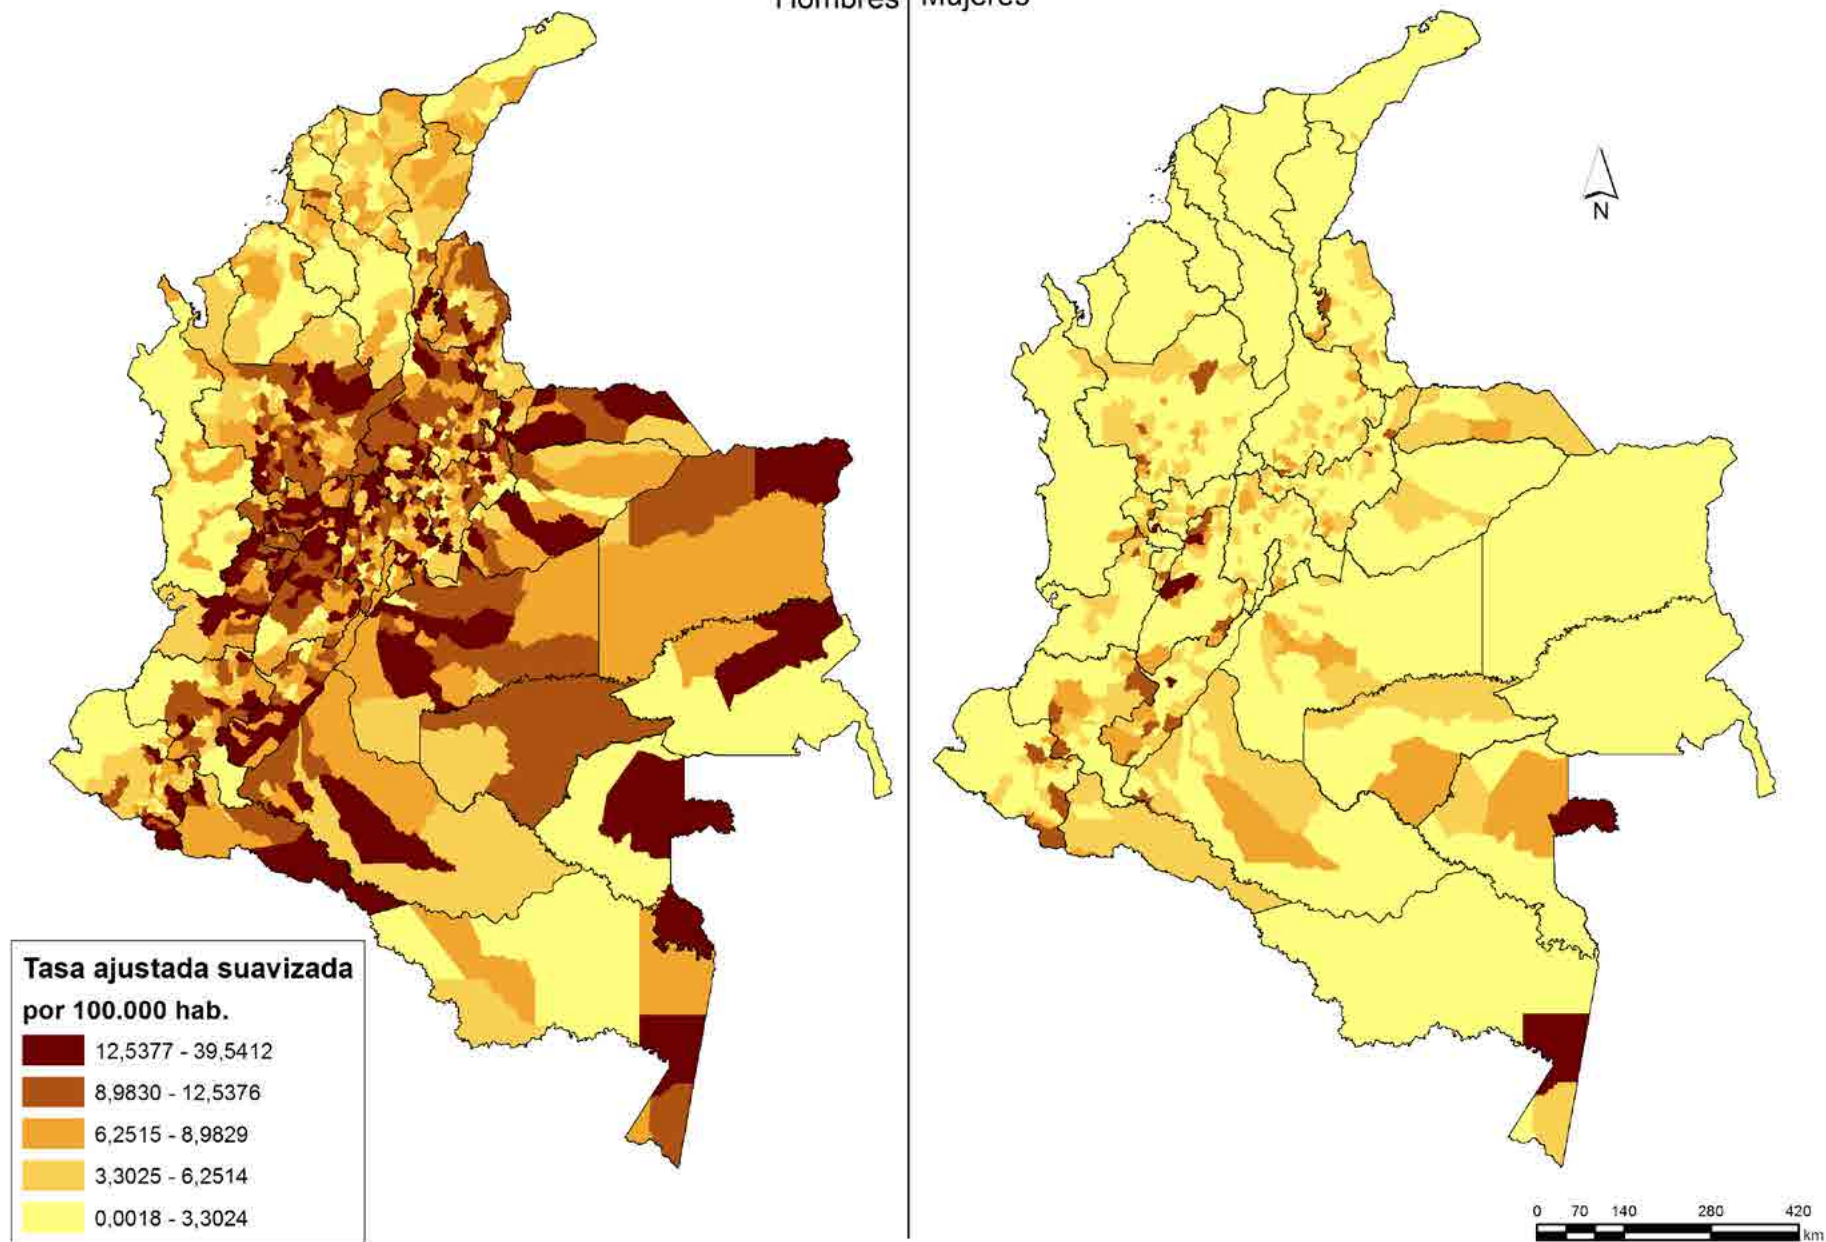 Hombres | Mujeres
N
Tasa ajustada suavizada
por 100.000 hab.
12,5377 - 39,5412
8,9830 - 12,5376
6,2515 - 8,9829
3,3025 - 6,2514
0,0018 - 3,3024
0 70 140 280 420
km